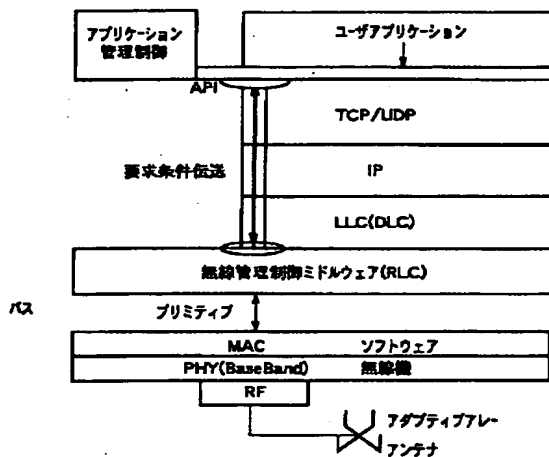 アプリケーション
管理制御
ユーザアプリケーション
API
TCP/UDP
要求条件伝送
IP
LLC(DLC)
無線管理制御ミドルウェア(RLC)
バス
プリミティブ
MAC ソフトウェア
PHY(BaseBand) 無線機
RF
アダプティブアレー
アンテナ